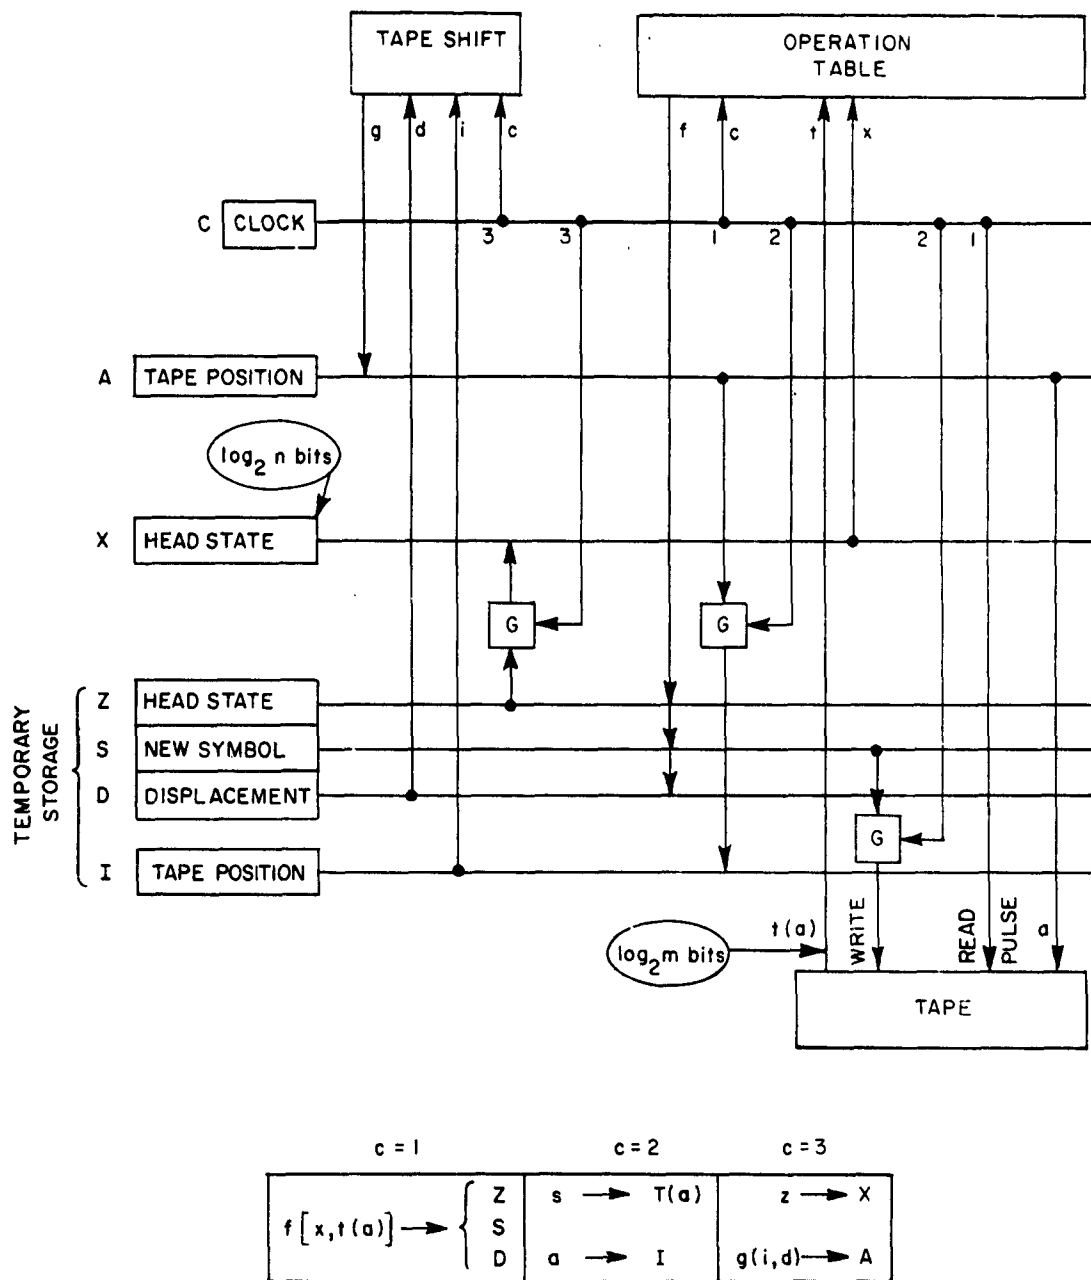 TAPE SHIFT
OPERATION
TABLE
g d i c f c t x
C CLOCK
3 3 1 2 2 1
A TAPE POSITION
log₂ n bits
X HEAD STATE
G G
TEMPORARY
STORAGE
Z HEAD STATE
S NEW SYMBOL
D DISPLACEMENT
G
I TAPE POSITION
log₂m bits
t(a)
WRITE
READ
PULSE
a
TAPE
c = 1 c = 2 c = 3
Z s → T(a) z → X
f[x,t(a)] → { S
D a → I g(i,d) → A